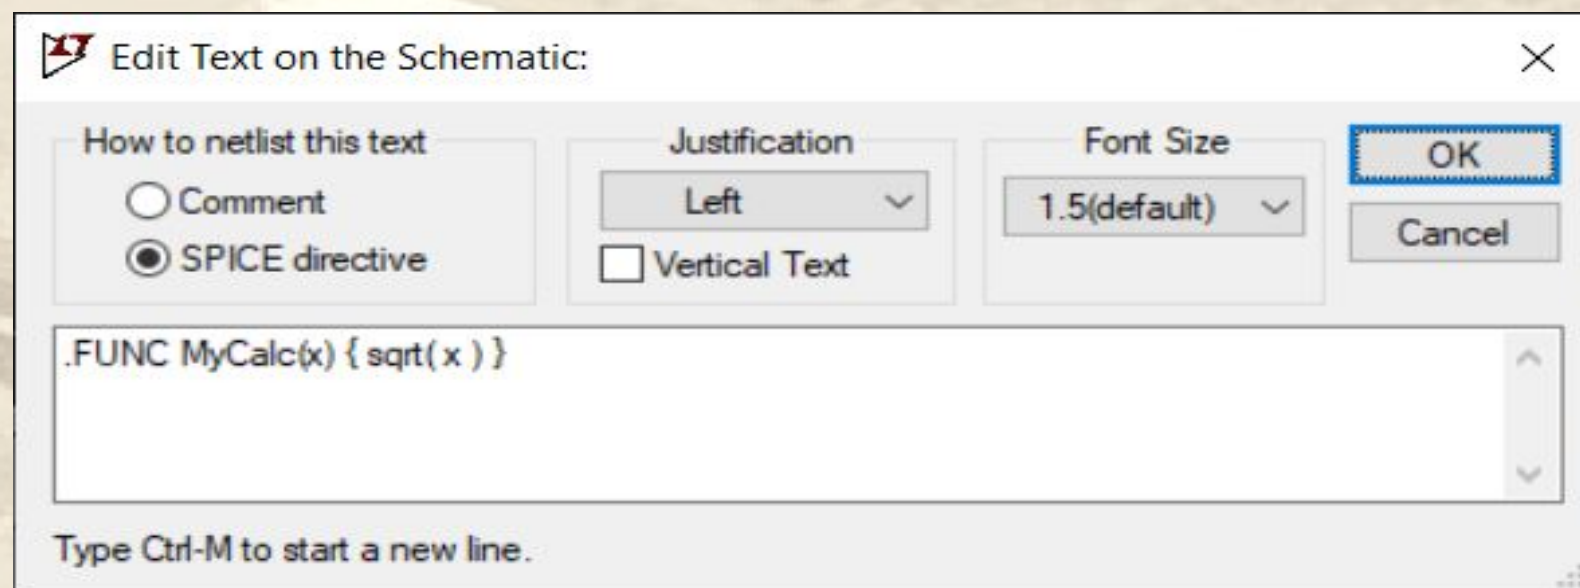 Edit Text on the Schematic:
How to netlist this text
Comment
SPICE directive
Justification
Left
Vertical Text
Font Size
1.5(default)
OK
Cancel
.FUNC MyCalc(x) { sqrt( x ) }
Type Ctrl-M to start a new line.